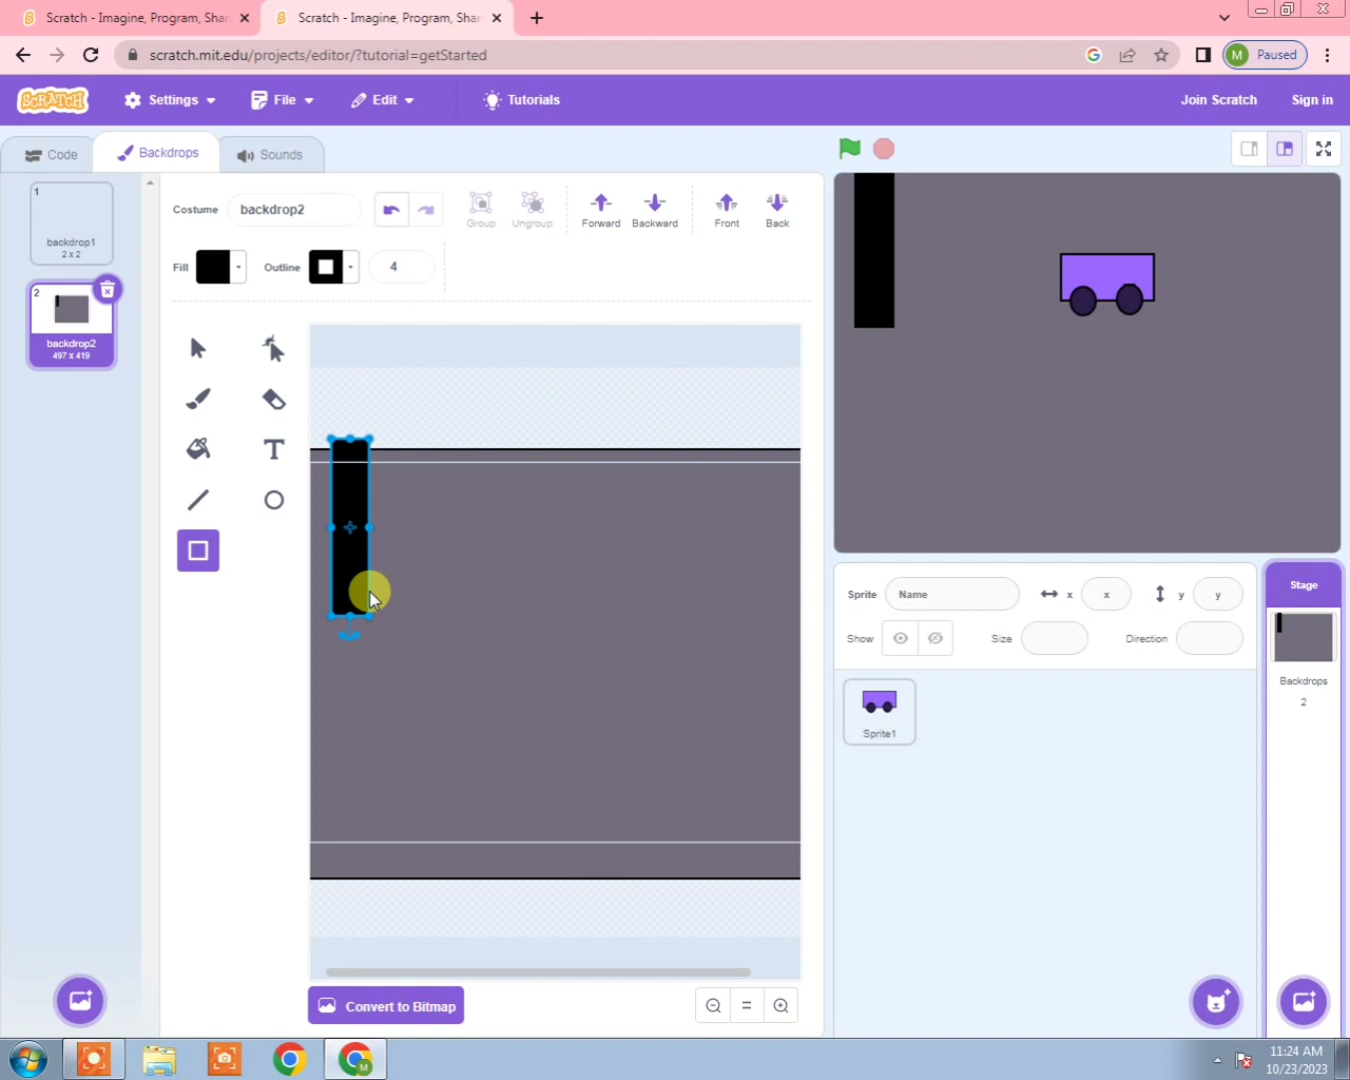 Scratch - Imagine, Program, Shar
Scratch - Imagine, Program, Shar
scratch.mit.edu/projects/editor/?tutorial=getStarted
M Paused
SCRATCH
Settings
File
Edit
Tutorials
Join Scratch
Sign in
Code
Backdrops
Sounds
1
backdrop1
2 x 2
2
backdrop2
497 x 419
Costume
backdrop2
Group
Ungroup
Forward
Backward
Front
Back
Fill
Outline
4
T
Convert to Bitmap
Sprite
Name
x
x
y
y
Show
Size
Direction
Sprite1
Stage
Backdrops
2
M
11:24 AM
10/23/2023